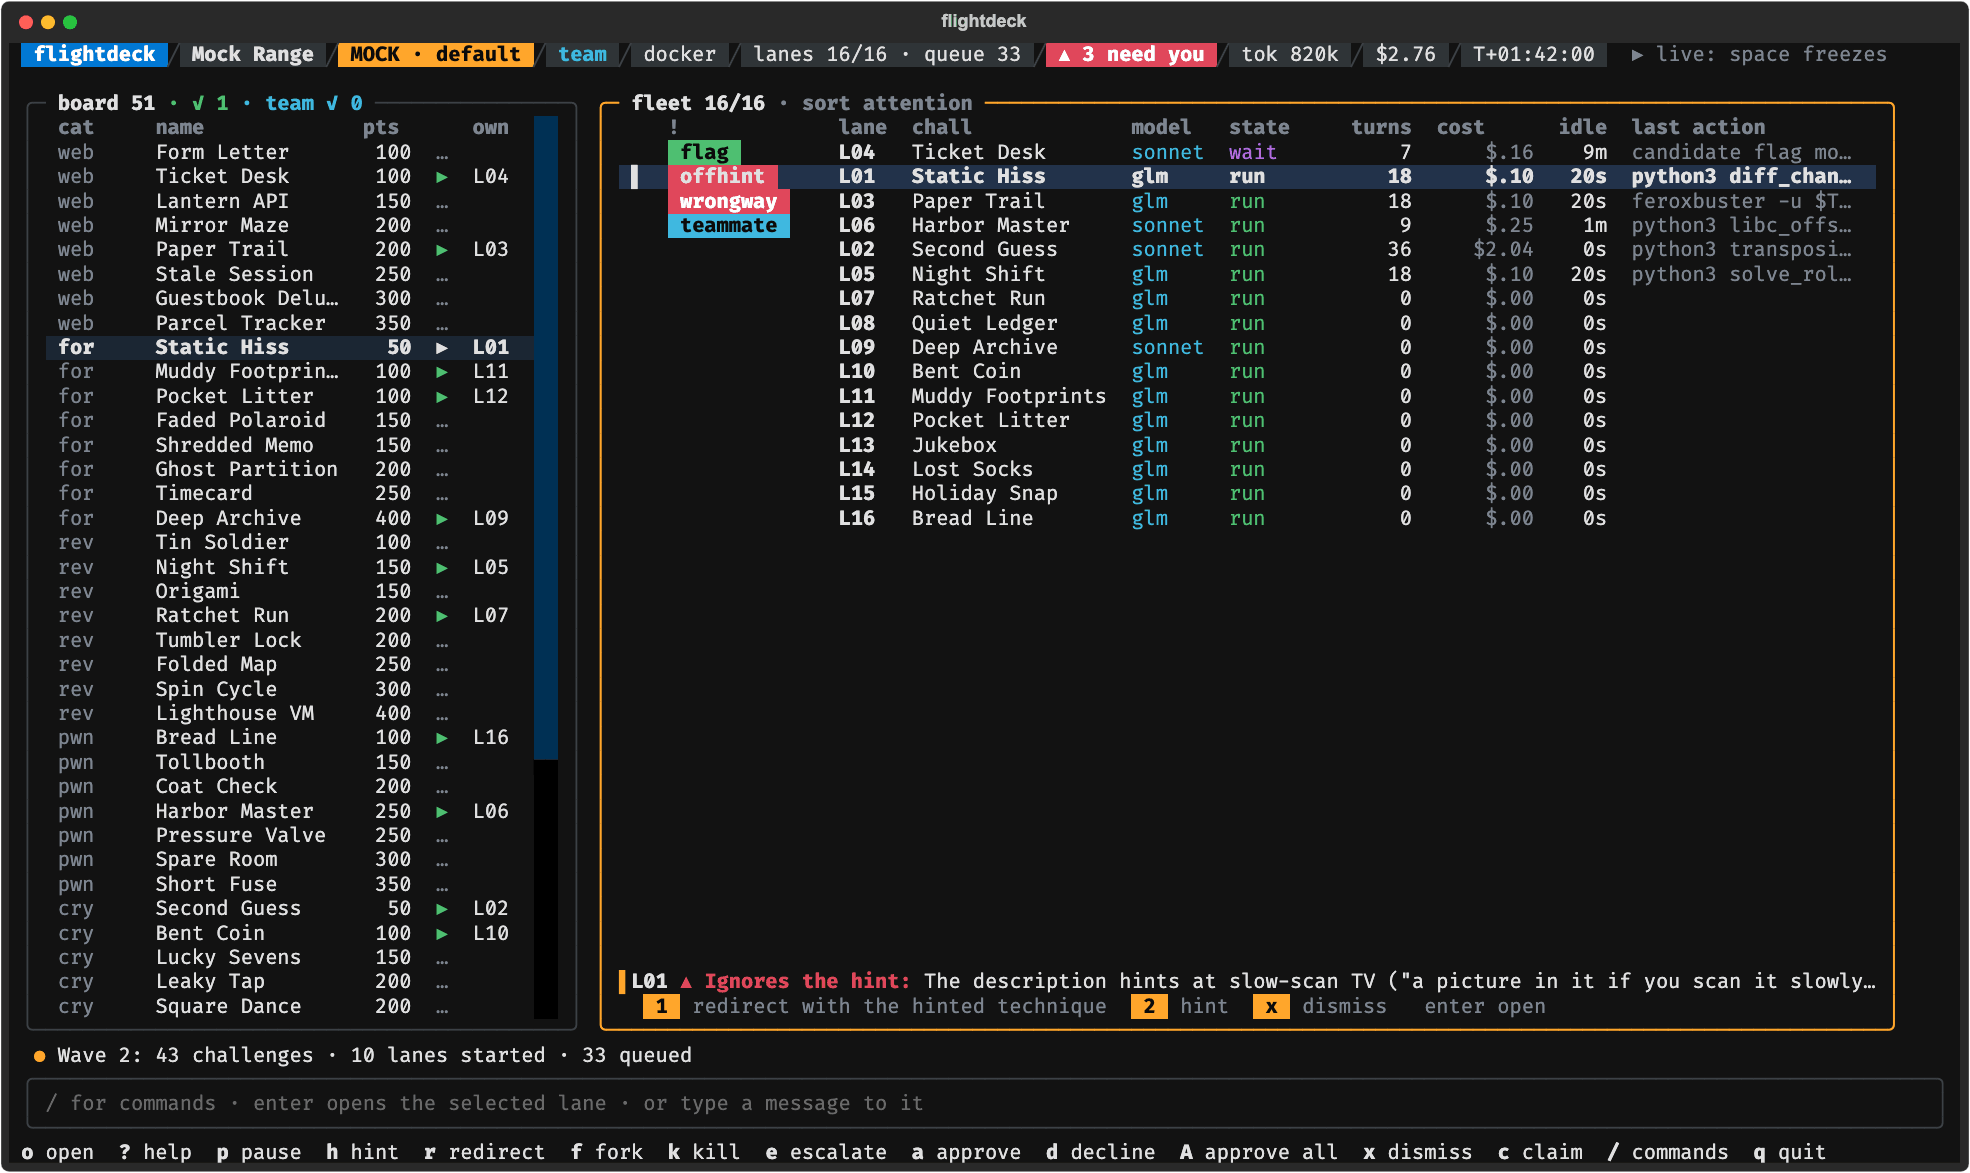 flightdeck
flightdeck / Mock Range / MOCK · default / team / docker / lanes 16/16 · queue 33 / ▲ 3 need you / tok 820k / $2.76 / T+01:42:00 ▶ live: space freezes
board 51 · √ 1 · team √ 0
cat name pts own
web Form Letter 100 …
web Ticket Desk 100 ▶ L04
web Lantern API 150 …
web Mirror Maze 200 …
web Paper Trail 200 ▶ L03
web Stale Session 250 …
web Guestbook Delu… 300 …
web Parcel Tracker 350 …
for Static Hiss 50 ▶ L01
for Muddy Footprin… 100 ▶ L11
for Pocket Litter 100 ▶ L12
for Faded Polaroid 150 …
for Shredded Memo 150 …
for Ghost Partition 200 …
for Timecard 250 …
for Deep Archive 400 ▶ L09
rev Tin Soldier 100 …
rev Night Shift 150 ▶ L05
rev Origami 150 …
rev Ratchet Run 200 ▶ L07
rev Tumbler Lock 200 …
rev Folded Map 250 …
rev Spin Cycle 300 …
rev Lighthouse VM 400 …
pwn Bread Line 100 ▶ L16
pwn Tollbooth 150 …
pwn Coat Check 200 …
pwn Harbor Master 250 ▶ L06
pwn Pressure Valve 250 …
pwn Spare Room 300 …
pwn Short Fuse 350 …
cry Second Guess 50 ▶ L02
cry Bent Coin 100 ▶ L10
cry Lucky Sevens 150 …
cry Leaky Tap 200 …
cry Square Dance 200 …
fleet 16/16 · sort attention
! lane chall model state turns cost idle last action
flag L04 Ticket Desk sonnet wait 7 $.16 9m candidate flag mo…
offhint L01 Static Hiss glm run 18 $.10 20s python3 diff_chan…
wrongway L03 Paper Trail glm run 18 $.10 20s feroxbuster -u $T…
teammate L06 Harbor Master sonnet run 9 $.25 1m python3 libc_offs…
L02 Second Guess sonnet run 36 $2.04 0s python3 transposi…
L05 Night Shift glm run 18 $.10 20s python3 solve_rol…
L07 Ratchet Run glm run 0 $.00 0s
L08 Quiet Ledger glm run 0 $.00 0s
L09 Deep Archive sonnet run 0 $.00 0s
L10 Bent Coin glm run 0 $.00 0s
L11 Muddy Footprints glm run 0 $.00 0s
L12 Pocket Litter glm run 0 $.00 0s
L13 Jukebox glm run 0 $.00 0s
L14 Lost Socks glm run 0 $.00 0s
L15 Holiday Snap glm run 0 $.00 0s
L16 Bread Line glm run 0 $.00 0s
L01 ▲ Ignores the hint: The description hints at slow-scan TV ("a picture in it if you scan it slowly…
1 redirect with the hinted technique 2 hint x dismiss enter open
● Wave 2: 43 challenges · 10 lanes started · 33 queued
/ for commands · enter opens the selected lane · or type a message to it
o open ? help p pause h hint r redirect f fork k kill e escalate a approve d decline A approve all x dismiss c claim / commands q quit